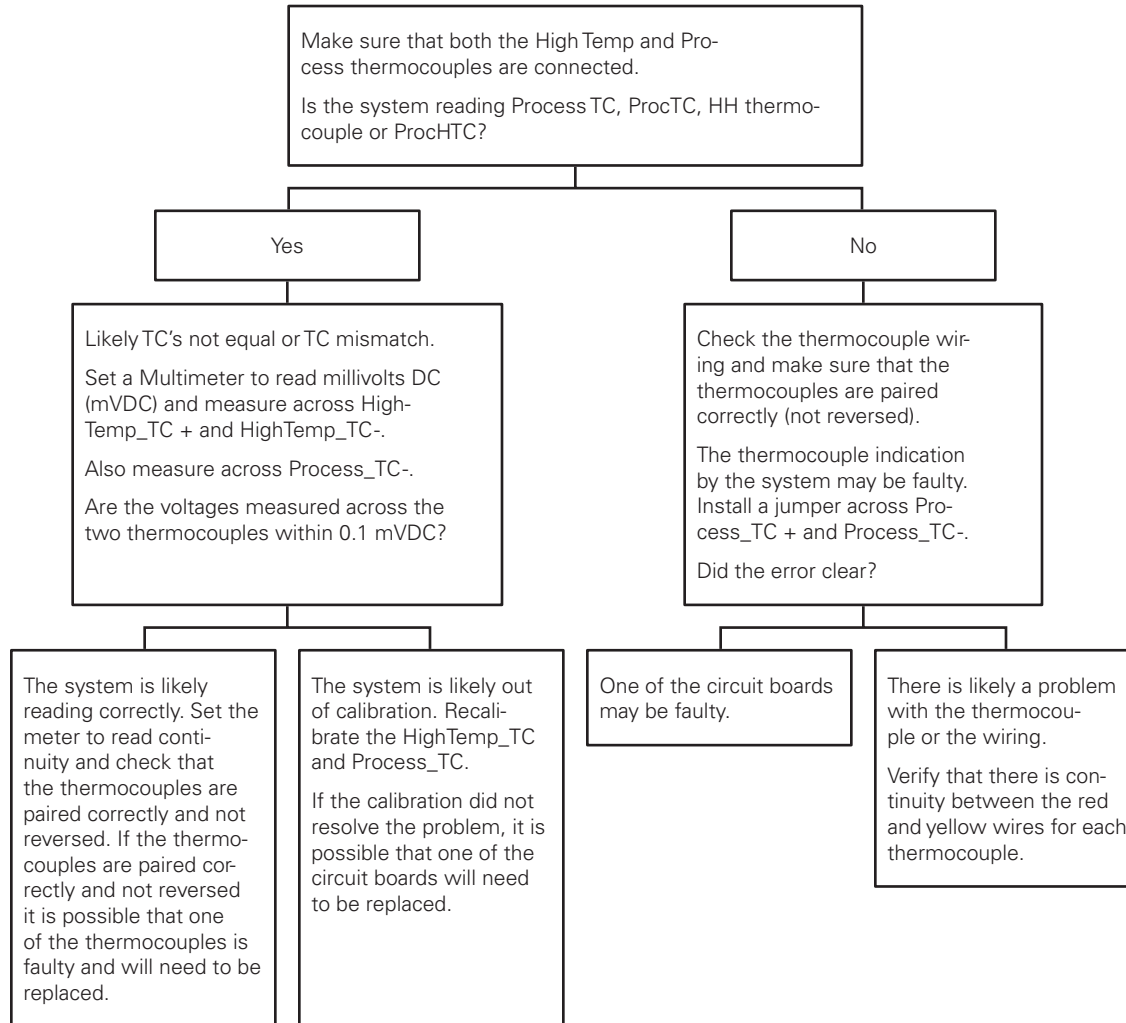 Make sure that both the High Temp and Pro-
cess thermocouples are connected.
Is the system reading Process TC, ProcTC, HH thermo-
couple or ProcHTC?
Yes
No
Likely TC's not equal or TC mismatch.
Set a Multimeter to read millivolts DC
(mVDC) and measure across High-
Temp_TC + and HighTemp_TC-.
Also measure across Process_TC-.
Are the voltages measured across the
two thermocouples within 0.1 mVDC?
Check the thermocouple wir-
ing and make sure that the
thermocouples are paired
correctly (not reversed).
The thermocouple indication
by the system may be faulty.
Install a jumper across Pro-
cess_TC + and Process_TC-.
Did the error clear?
The system is likely
reading correctly. Set the
meter to read conti-
nuity and check that
the thermocouples are
paired correctly and not
reversed. If the thermo-
couples are paired cor-
rectly and not reversed
it is possible that one
of the thermocouples is
faulty and will need to be
replaced.
The system is likely out
of calibration. Recali-
brate the HighTemp_TC
and Process_TC.
If the calibration did not
resolve the problem, it is
possible that one of the
circuit boards will need
to be replaced.
One of the circuit boards
may be faulty.
There is likely a problem
with the thermocou-
ple or the wiring.
Verify that there is con-
tinuity between the red
and yellow wires for each
thermocouple.